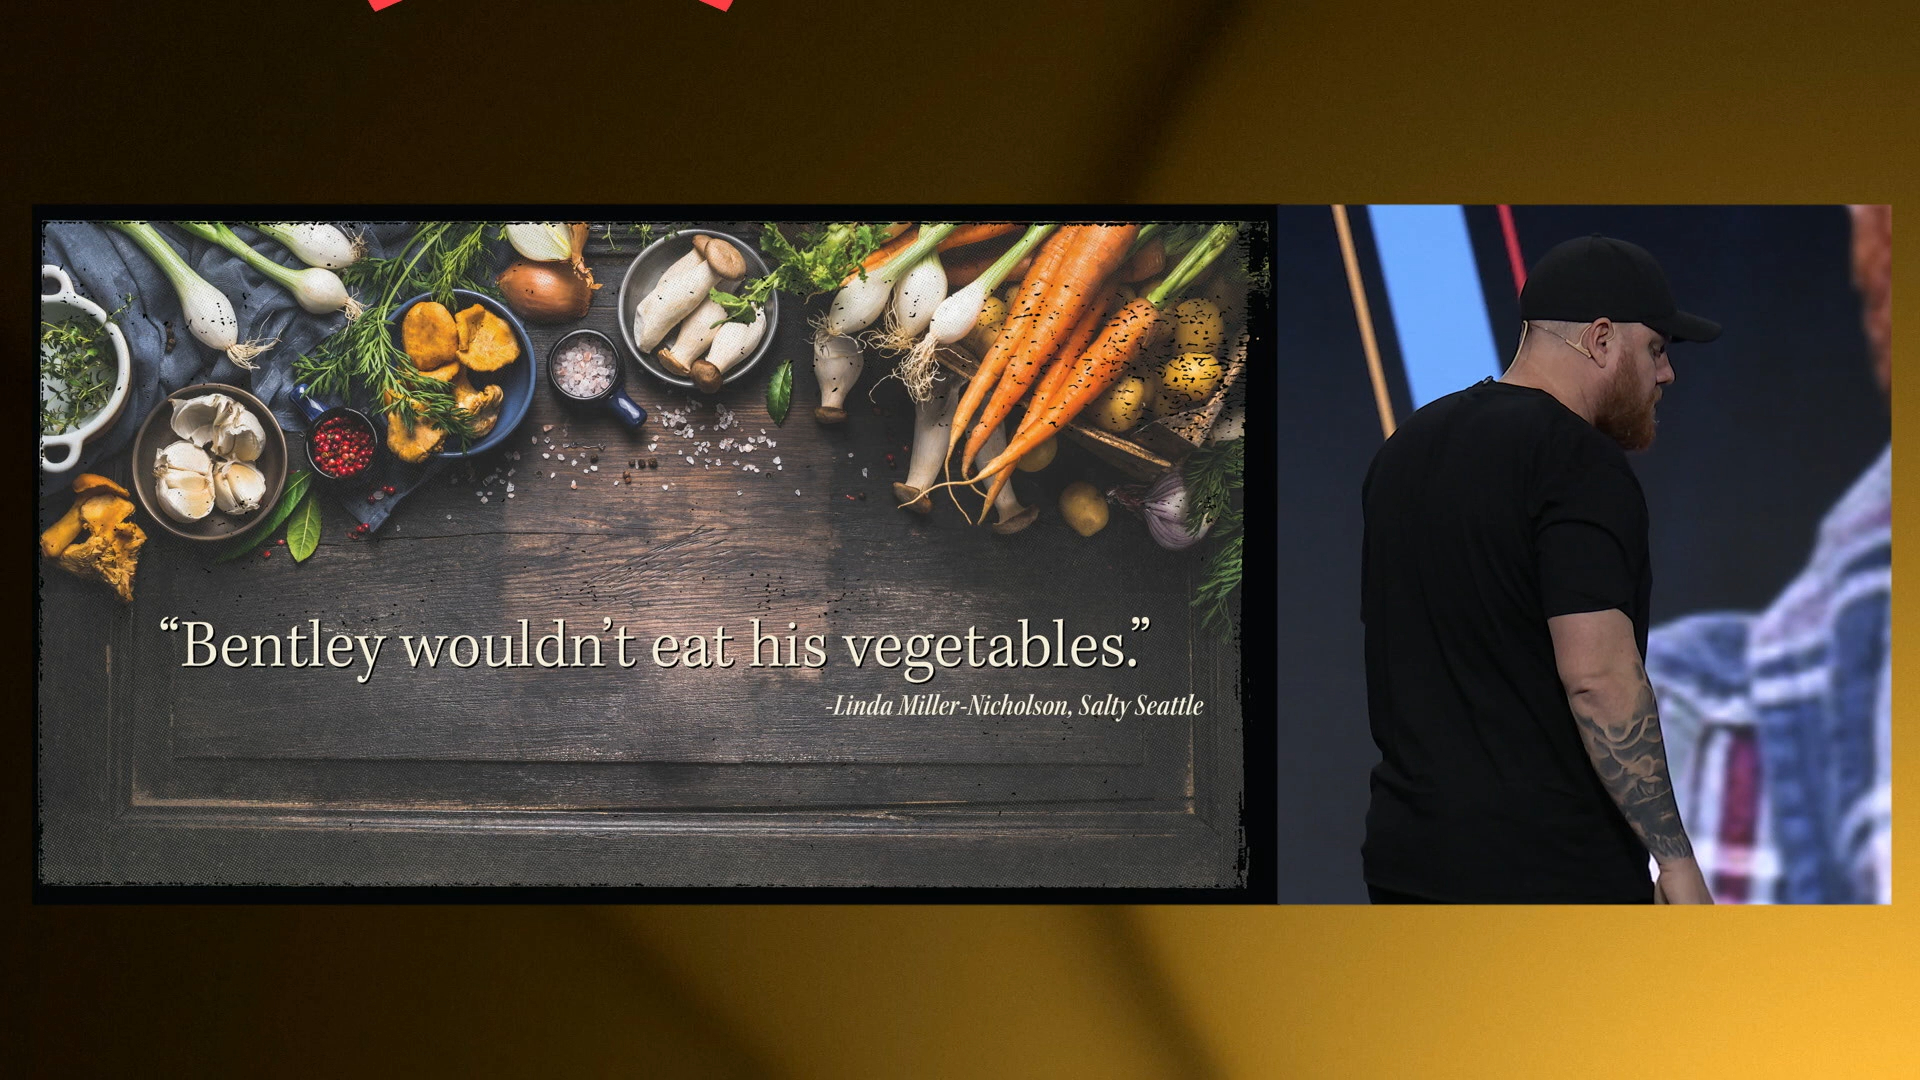 “Bentley wouldn’t eat his vegetables.”
-Linda Miller-Nicholson, Salty Seattle